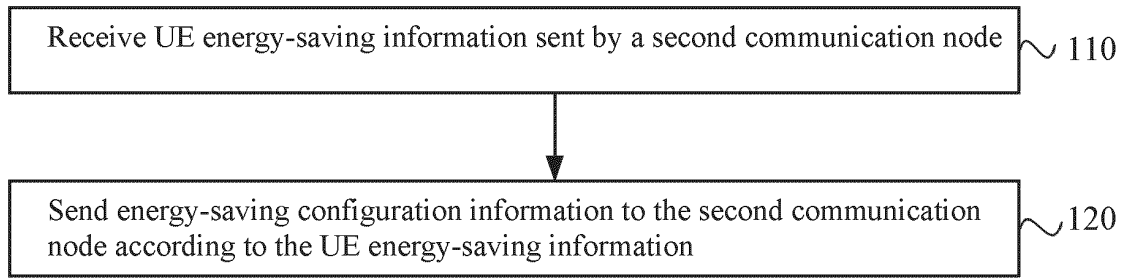 Receive UE energy-saving information sent by a second communication node
110
Send energy-saving configuration information to the second communication
node according to the UE energy-saving information
120